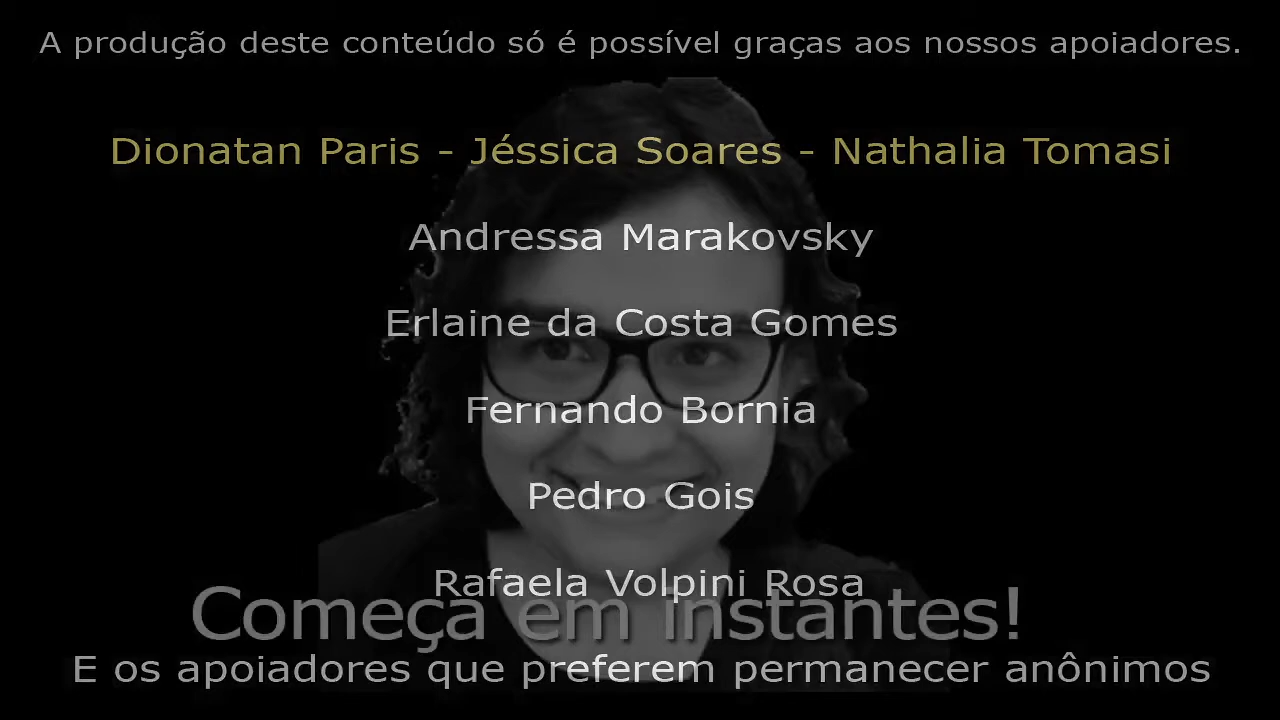 A produção deste conteúdo só é possível graças aos nossos apoiadores.
Dionatan Paris - Jéssica Soares - Nathalia Tomasi
Andressa Marakovsky
Erlaine da Costa Gomes
Fernando Bornia
Pedro Gois
Rafaela Volpini Rosa
Começa em instantes!
E os apoiadores que preferem permanecer anônimos